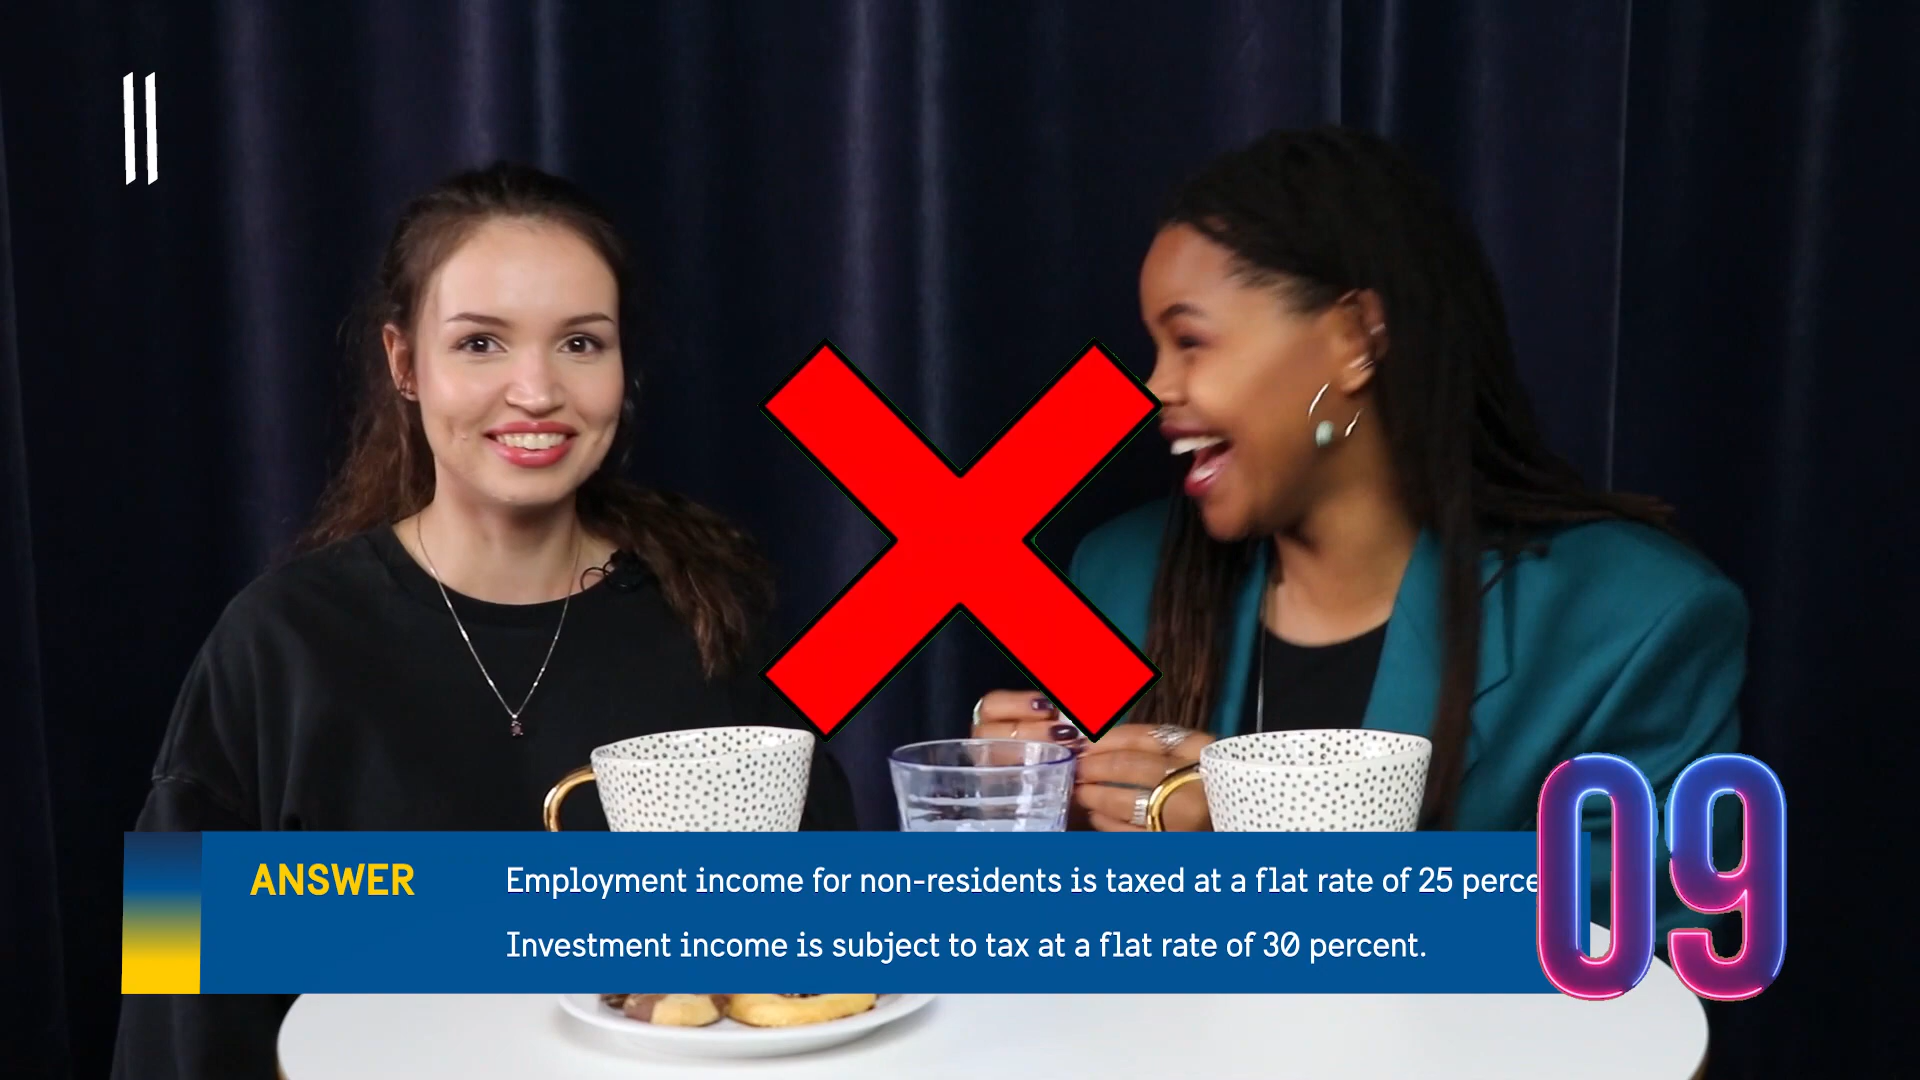 ANSWER
Employment income for non-residents is taxed at a flat rate of 25
Investment income is subject to tax at a flat rate of 30 percent.
09